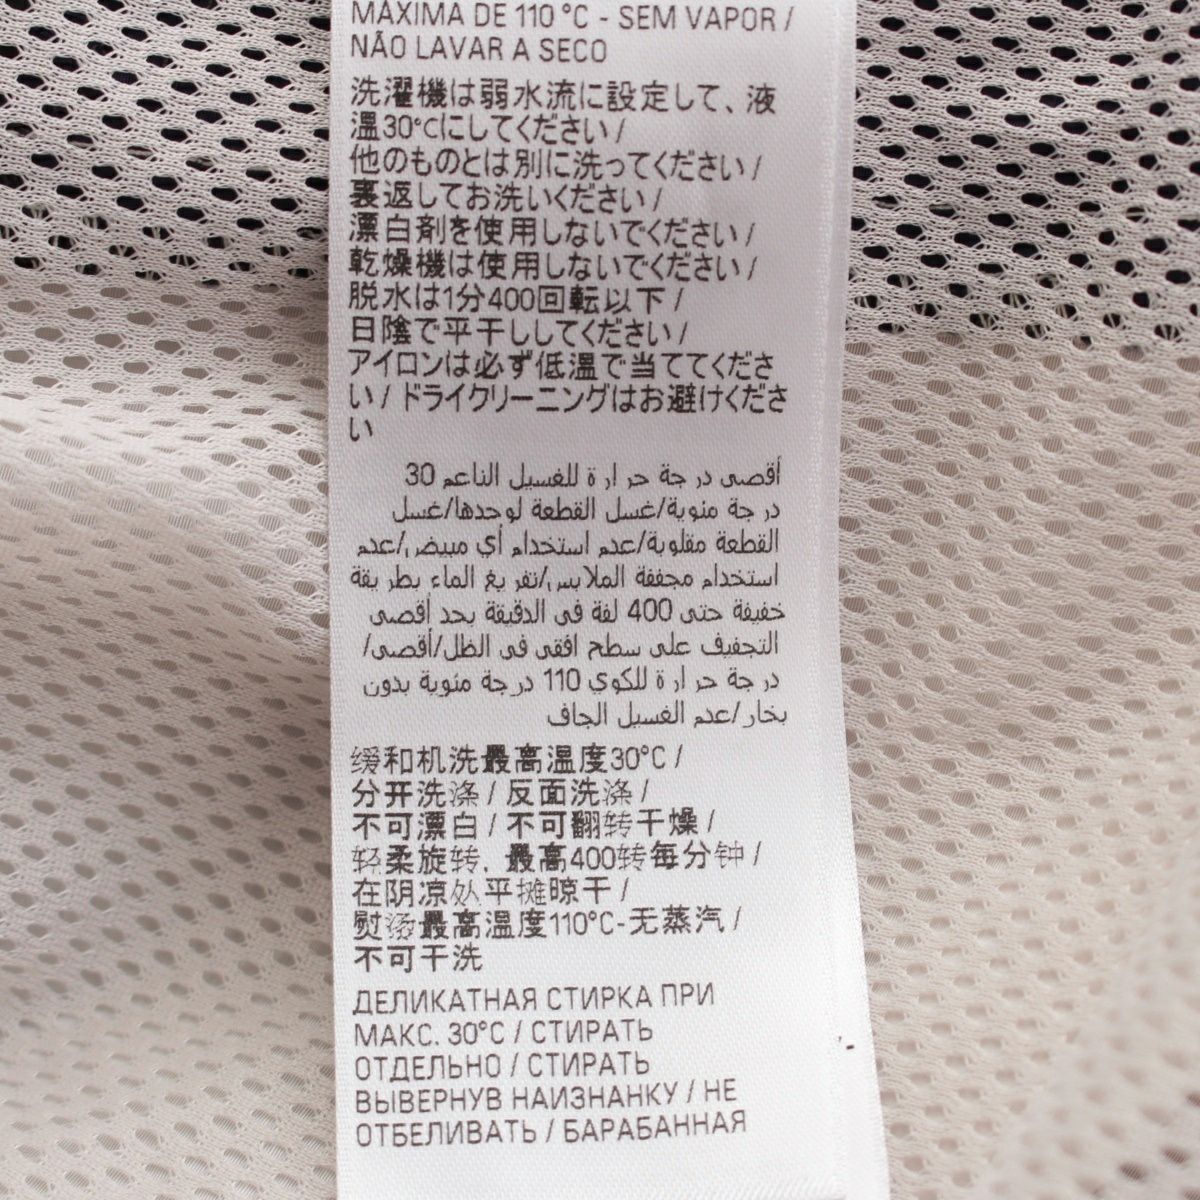 MÁXIMA DE 110 °C - SEM VAPOR /
NÃO LAVAR A SECO
洗濯機は弱水流に設定して、液
温30°Cにしてください /
他のものとは別に洗ってください /
裏返してお洗いください /
漂白剤を使用しないでください /
乾燥機は使用しないでください /
脱水は1分400回転以下 /
日陰で平干ししてください /
アイロンは必ず低温で当ててくださ
い / ドライクリーニングはお避けくださ
い
أقصى درجة حرارة للغسيل الناعم 30
درجة مئوية/غسل القطعة لوحدها/غسل
القطعة مقلوبة/عدم استخدام أي مبيض/عدم
استخدام مجففة الملابس/تفريغ الماء بطريقة
خفيفة حتى 400 لفة في الدقيقة بحد أقصى
التجفيف على سطح افقي في الظل/أقصى/
درجة حرارة للكوي 110 درجة مئوية بدون
بخار/عدم الغسيل الجاف
缓和机洗最高温度30°C /
分开洗涤 / 反面洗涤 /
不可漂白 / 不可翻转干燥 /
轻柔旋转, 最高400转每分钟 /
在阴凉处平摊晾干 /
熨烫最高温度110°C-无蒸汽 /
不可干洗
ДЕЛИКАТНАЯ СТИРКА ПРИ
МАКС. 30°C / СТИРАТЬ
ОТДЕЛЬНО / СТИРАТЬ
ВЫВЕРНУВ НАИЗНАНКУ / НЕ
ОТБЕЛИВАТЬ / БАРАБАННАЯ